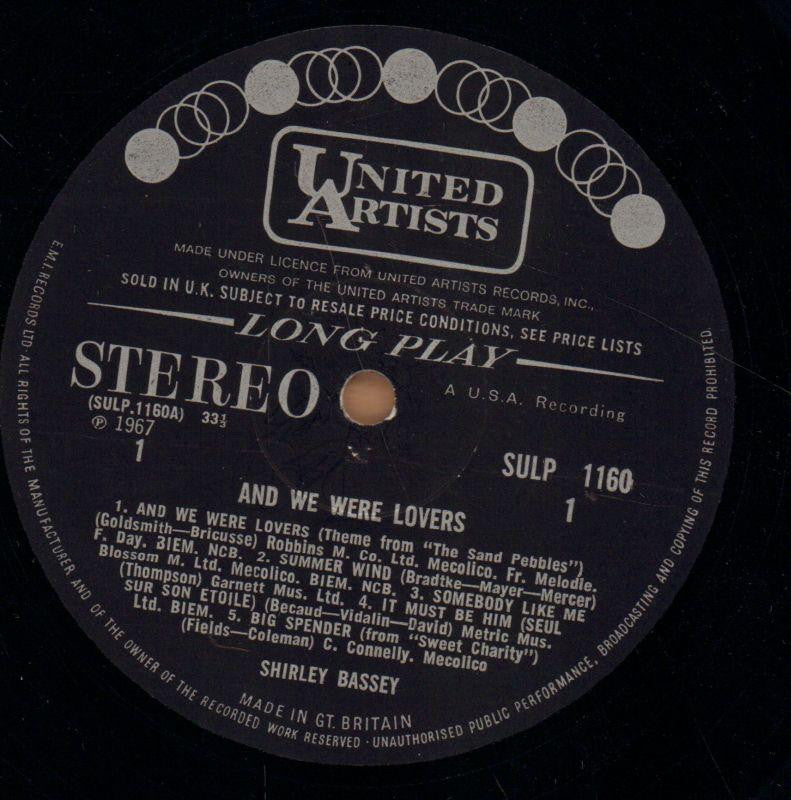 UNITED
ARTISTS
MADE UNDER LICENCE FROM UNITED ARTISTS RECORDS, INC.,
OWNERS OF THE UNITED ARTISTS TRADE MARK
SOLD IN U.K. SUBJECT TO RESALE PRICE CONDITIONS, SEE PRICE LISTS
LONG PLAY
STEREO
A U.S.A. Recording
(SULP.1160A) 33⅓
℗ 1967
1
SULP 1160
1
AND WE WERE LOVERS
1. AND WE WERE LOVERS (Theme from "The Sand Pebbles")
(Goldsmith—Bricusse) Robbins M. Co. Ltd. Mecolico. Fr. Melodie.
F. Day. BIEM. NCB. 2. SUMMER WIND (Bradtke—Mayer—Mercer)
Blossom M. Ltd. Mecolico. BIEM. NCB. 3. SOMEBODY LIKE ME
(Thompson) Garnett Mus. Ltd. 4. IT MUST BE HIM (SEUL
SUR SON ETOILE) (Becaud—Vidalin—David) Metric Mus.
Ltd. BIEM. 5. BIG SPENDER (from "Sweet Charity")
(Fields—Coleman) C. Connelly. Mecolico
SHIRLEY BASSEY
MADE IN GT. BRITAIN
E.M.I. RECORDS LTD ALL RIGHTS OF THE MANUFACTURER AND OF THE OWNER OF THE RECORDED WORK RESERVED · UNAUTHORISED PUBLIC PERFORMANCE, BROADCASTING AND COPYING OF THIS RECORD PROHIBITED.